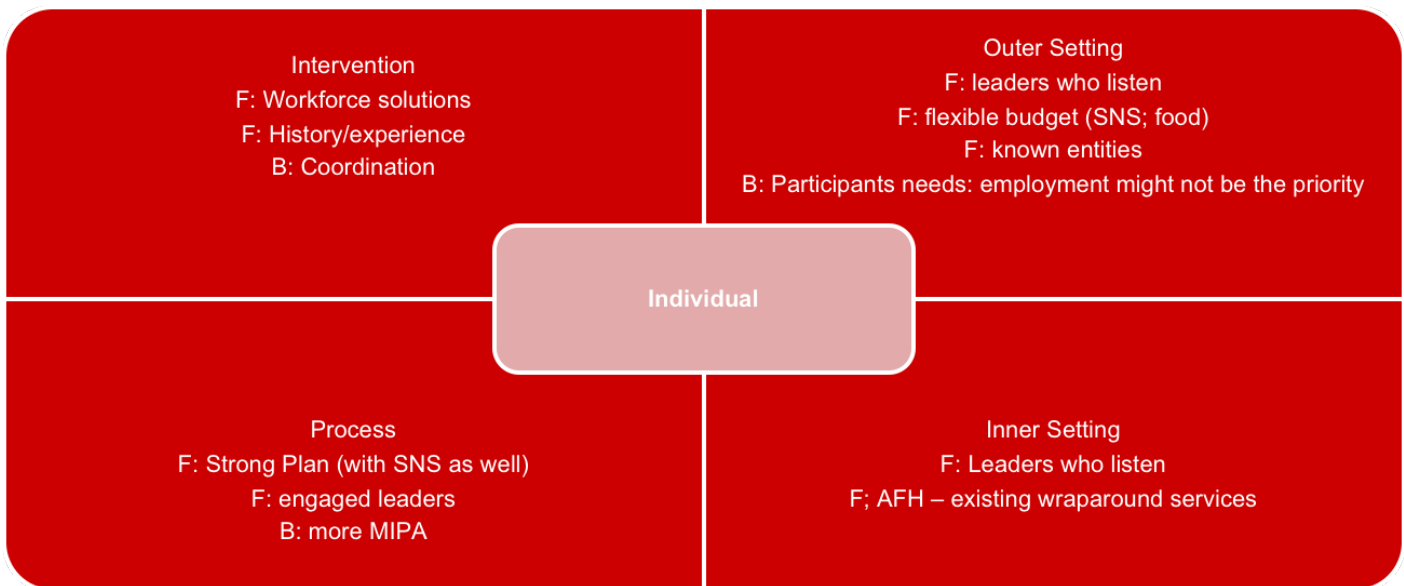 Intervention
F: Workforce solutions
F: History/experience
B: Coordination
Outer Setting
F: leaders who listen
F: flexible budget (SNS; food)
F: known entities
B: Participants needs: employment might not be the priority
Individual
Process
F: Strong Plan (with SNS as well)
F: engaged leaders
B: more MIPA
Inner Setting
F: Leaders who listen
F; AFH – existing wraparound services